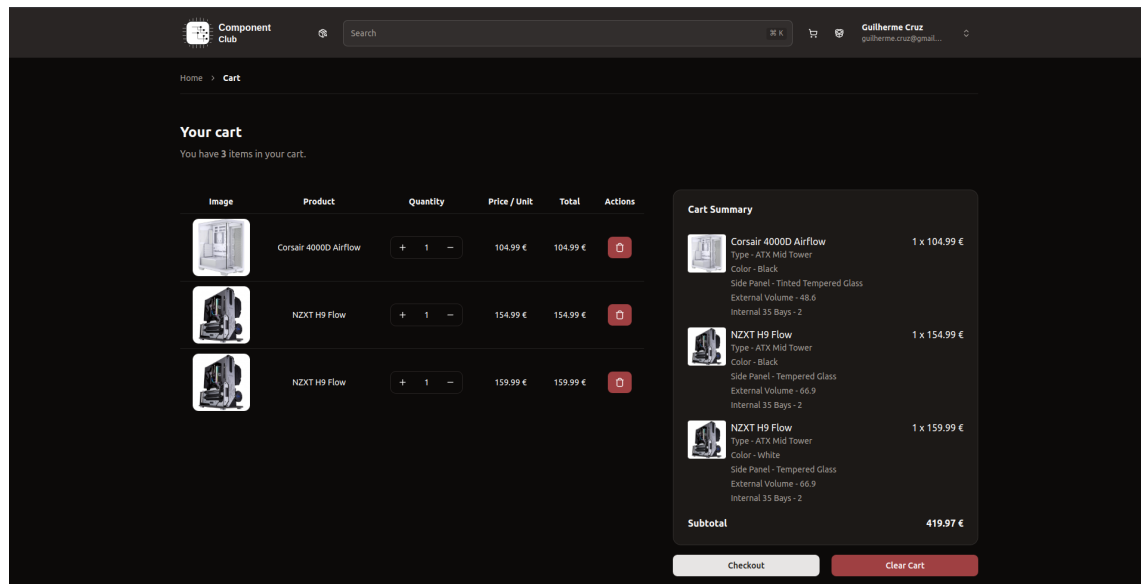 Component
Club
Search
⌘ K
Guilherme Cruz
guilherme.cruz@gmail...
Home > Cart
Your cart
You have 3 items in your cart.
Image Product Quantity Price / Unit Total Actions
Corsair 4000D Airflow + 1 − 104.99 € 104.99 €
NZXT H9 Flow + 1 − 154.99 € 154.99 €
NZXT H9 Flow + 1 − 159.99 € 159.99 €
Cart Summary
Corsair 4000D Airflow 1 x 104.99 €
Type - ATX Mid Tower
Color - Black
Side Panel - Tinted Tempered Glass
External Volume - 48.6
Internal 35 Bays - 2
NZXT H9 Flow 1 x 154.99 €
Type - ATX Mid Tower
Color - Black
Side Panel - Tempered Glass
External Volume - 66.9
Internal 35 Bays - 2
NZXT H9 Flow 1 x 159.99 €
Type - ATX Mid Tower
Color - White
Side Panel - Tempered Glass
External Volume - 66.9
Internal 35 Bays - 2
Subtotal 419.97 €
Checkout Clear Cart